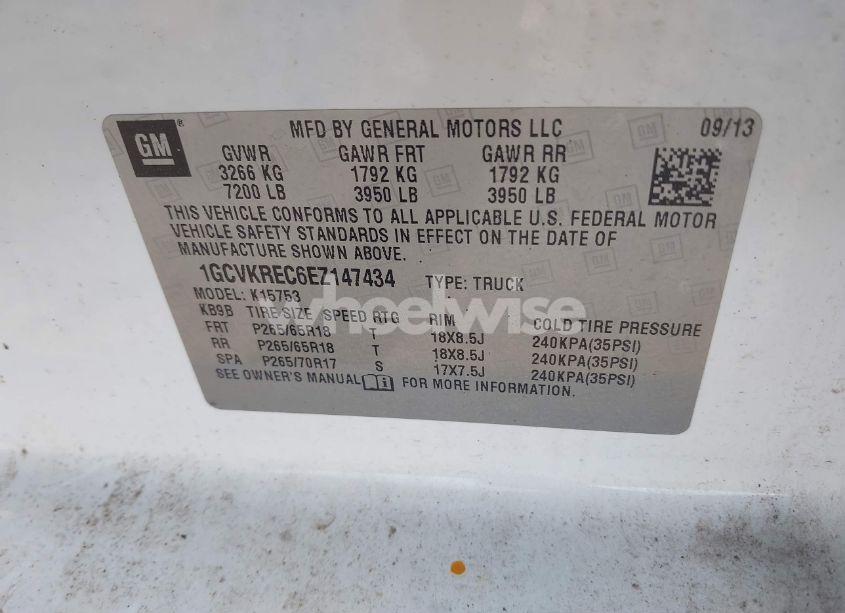 GM®
MFD BY GENERAL MOTORS LLC 09/13
GVWR GAWR FRT GAWR RR
3266 KG 1792 KG 1792 KG
7200 LB 3950 LB 3950 LB
THIS VEHICLE CONFORMS TO ALL APPLICABLE U.S. FEDERAL MOTOR
VEHICLE SAFETY STANDARDS IN EFFECT ON THE DATE OF
MANUFACTURE SHOWN ABOVE.
1GCVKREC6EZ147434 TYPE: TRUCK
MODEL: K15753
wheelwise
KB9B TIRE SIZE SPEED RTG RIM COLD TIRE PRESSURE
FRT P265/65R18 T 18X8.5J 240KPA(35PSI)
RR P265/65R18 T 18X8.5J 240KPA(35PSI)
SPA P265/70R17 S 17X7.5J 240KPA(35PSI)
SEE OWNER'S MANUAL FOR MORE INFORMATION.